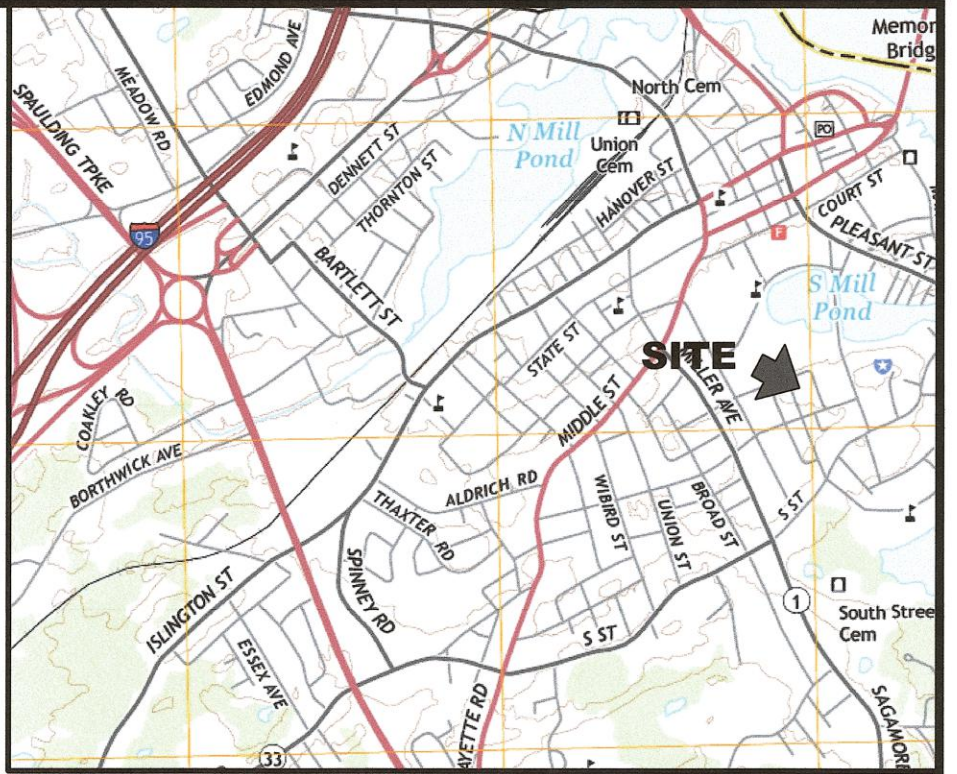 Memor
Bridg
EDMOND AVE
MEADOW RD
North Cem
SPAULDING TPKE
N Mill
Pond
PO
DENNETT ST
Union
Cem
THORNTON ST
HANOVER ST
COURT ST
95
F
PLEASANT ST
BARTLETT ST
S Mill
Pond
STATE ST
SITE
LER AVE
MIDDLE ST
COAKLEY RD
BORTHWICK AVE
ALDRICH RD
WIBIRD ST
BROAD ST
UNION ST
S ST
THAXTER RD
SPINNEY RD
ISLINGTON ST
1
South Stree
Cem
S ST
ESSEX AVE
AYETTE RD
SAGAMOR
33